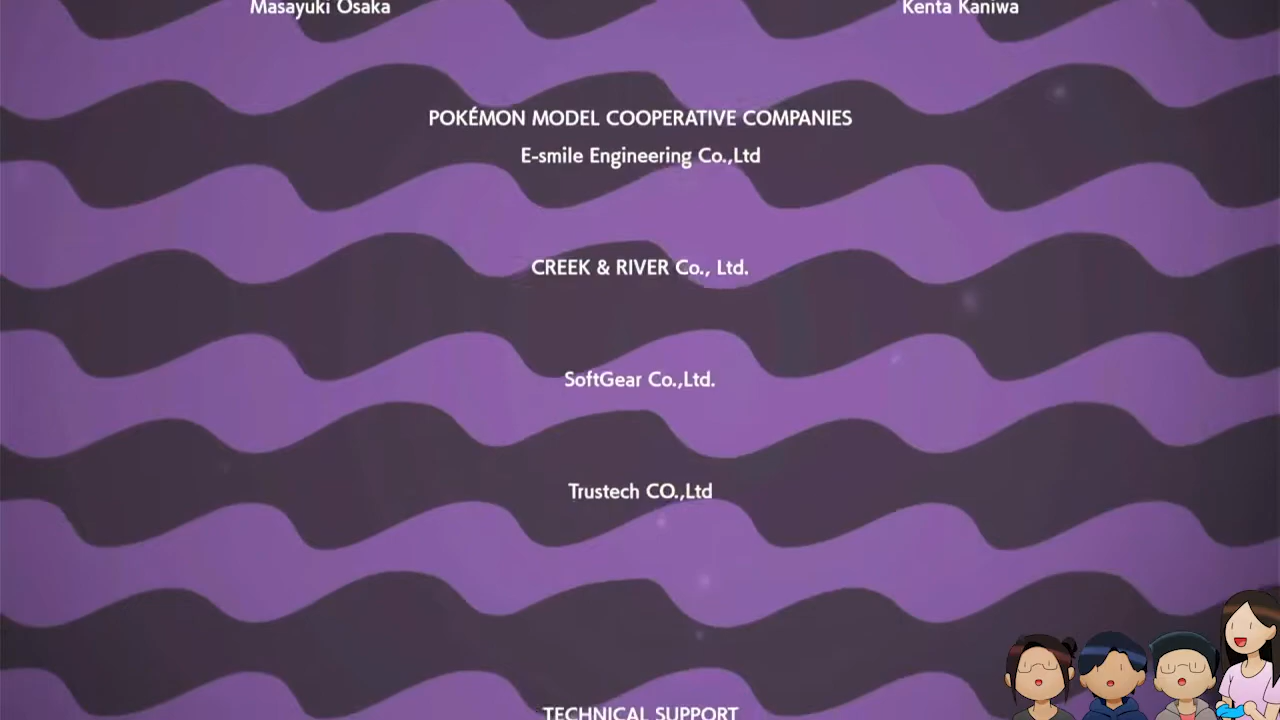 Masayuki Osaka
Kenta Kaniwa
POKÉMON MODEL COOPERATIVE COMPANIES
E-smile Engineering Co.,Ltd
CREEK & RIVER Co., Ltd.
SoftGear Co.,Ltd.
Trustech CO.,Ltd
TECHNICAL SUPPORT